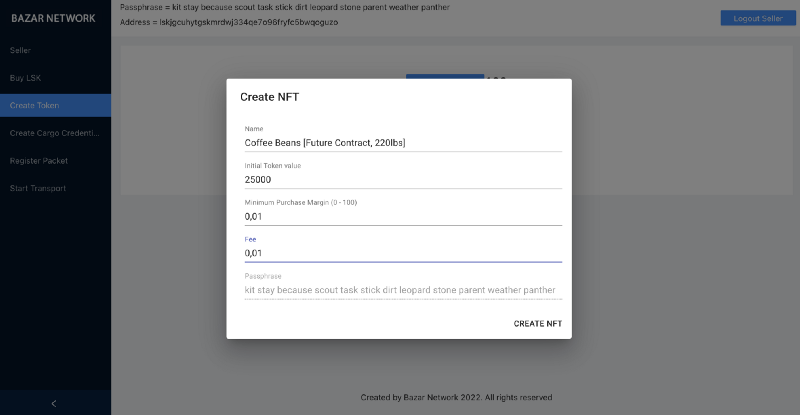 BAZAR NETWORK
Passphrase = kit stay because scout task stick dirt leopard stone parent weather panther
Address = lskjgcuhytgskmrdwj334qe7o96fryfc5bwqoguzo
Logout Seller
Seller
Buy LSK
Create Token
Create Cargo Credenti...
Register Packet
Start Transport
Create NFT
Name
Coffee Beans [Future Contract, 220lbs]
Initial Token value
25000
Minimum Purchase Margin (0 - 100)
0,01
Fee
0,01
Passphrase
kit stay because scout task stick dirt leopard stone parent weather panther
CREATE NFT
Created by Bazar Network 2022. All rights reserved